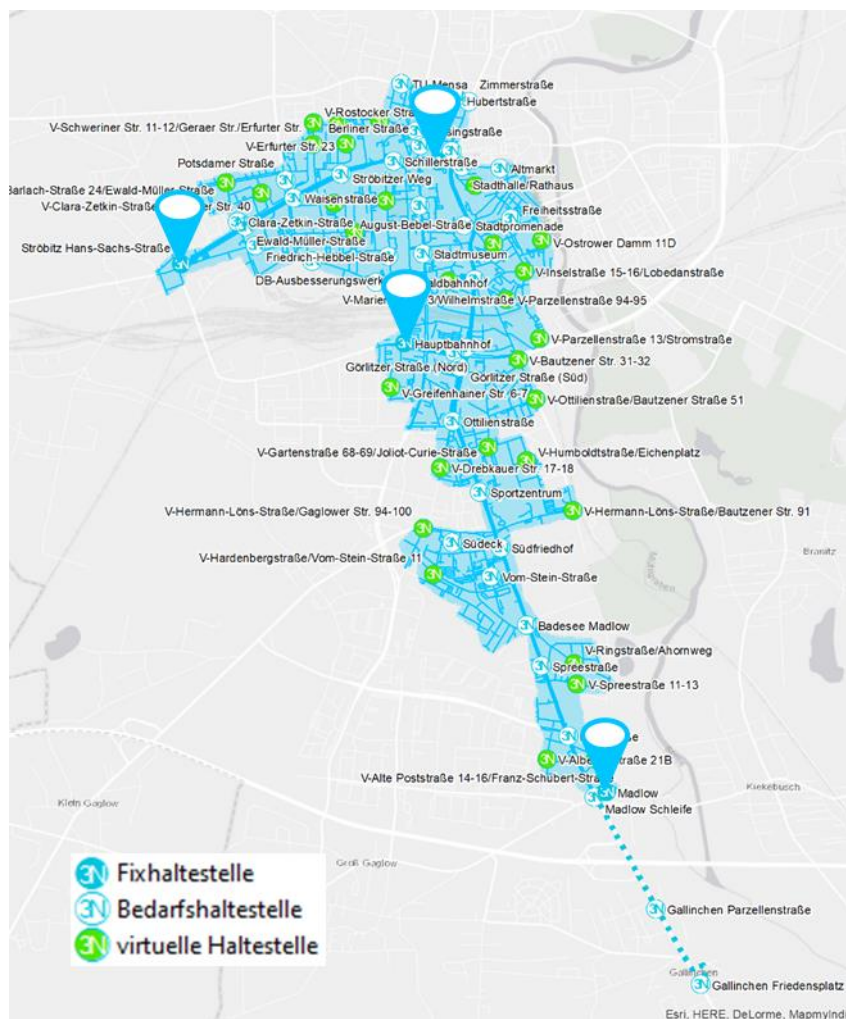 TU-Mensa
Zimmerstraße
Hubertstraße
V-Rostocker
V-Schweriner Str. 11-12/Geraer Str./Erfurter Str.
Berliner Straße
V-Erfurter Str. 23
Schillerstraße
Potsdamer Straße
Altmarkt
Ströbitzer Weg
Stadthalle/Rathaus
24/Ewald-Müller-Straße
Waisenstraße
V-Clara-Zetkin-Straße
Str. 40
Freiheitsstraße
Clara-Zetkin-Straße
August-Bebel-Straße
Stadtpromenade
Ströbitz Hans-Sachs-Straße
Ewald-Müller-Straße
V-Ostrower Damm 11D
Friedrich-Hebbel-Straße
Stadtmuseum
V-Inselstraße 15-16/Lobedanstraße
3/Wilhelmstraße
V-Parzellenstraße 94-95
Hauptbahnhof
V-Parzellenstraße 13/Stromstraße
V-Bautzener Str. 31-32
Görlitzer Straße (Nord)
Görlitzer Straße (Süd)
V-Greifenhainer Str. 6-7
V-Ottilienstraße/Bautzener Straße 51
Ottilienstraße
V-Gartenstraße 68-69/Joliot-Curie-Straße
V-Humboldtstraße/Eichenplatz
V-Drebkauer Str. 17-18
Sportzentrum
V-Hermann-Löns-Straße/Gaglower Str. 94-100
V-Hermann-Löns-Straße/Bautzener Str. 91
Südeck
Südfriedhof
Branitz
V-Hardenbergstraße/Vom-Stein-Straße 11
Vom-Stein-Straße
Badesee Madlow
V-Ringstraße/Ahornweg
Spreestraße
V-Spreestraße 11-13
21B
V-Alte Poststraße 14-16/Franz-Schubert-Straße
Kiekebusch
Madlow
Klein Gaglow
Madlow Schleife
Groß Gaglow
3N Fixhaltestelle
3N Bedarfshaltestelle
3N virtuelle Haltestelle
Gallinchen Parzellenstraße
Gallinchen
Gallinchen Friedensplatz
Esri, HERE, DeLorme, MapmyIndi